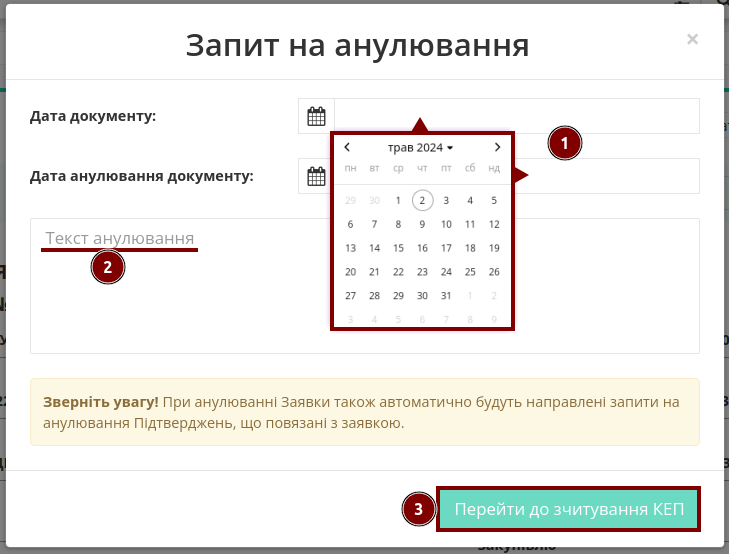 Запит на анулювання
×
Дата документу:
1
трав 2024
пн вт ср чт пт сб нд
Дата анулювання документу:
29 30 1 2 3 4 5
6 7 8 9 10 11 12
13 14 15 16 17 18 19
20 21 22 23 24 25 26
27 28 29 30 31 1 2
3 4 5 6 7 8 9
Текст анулювання
2
Зверніть увагу! При анулюванні Заявки також автоматично будуть направлені запити на
анулювання Підтверджень, що повязані з заявкою.
3
Перейти до зчитування КЕП